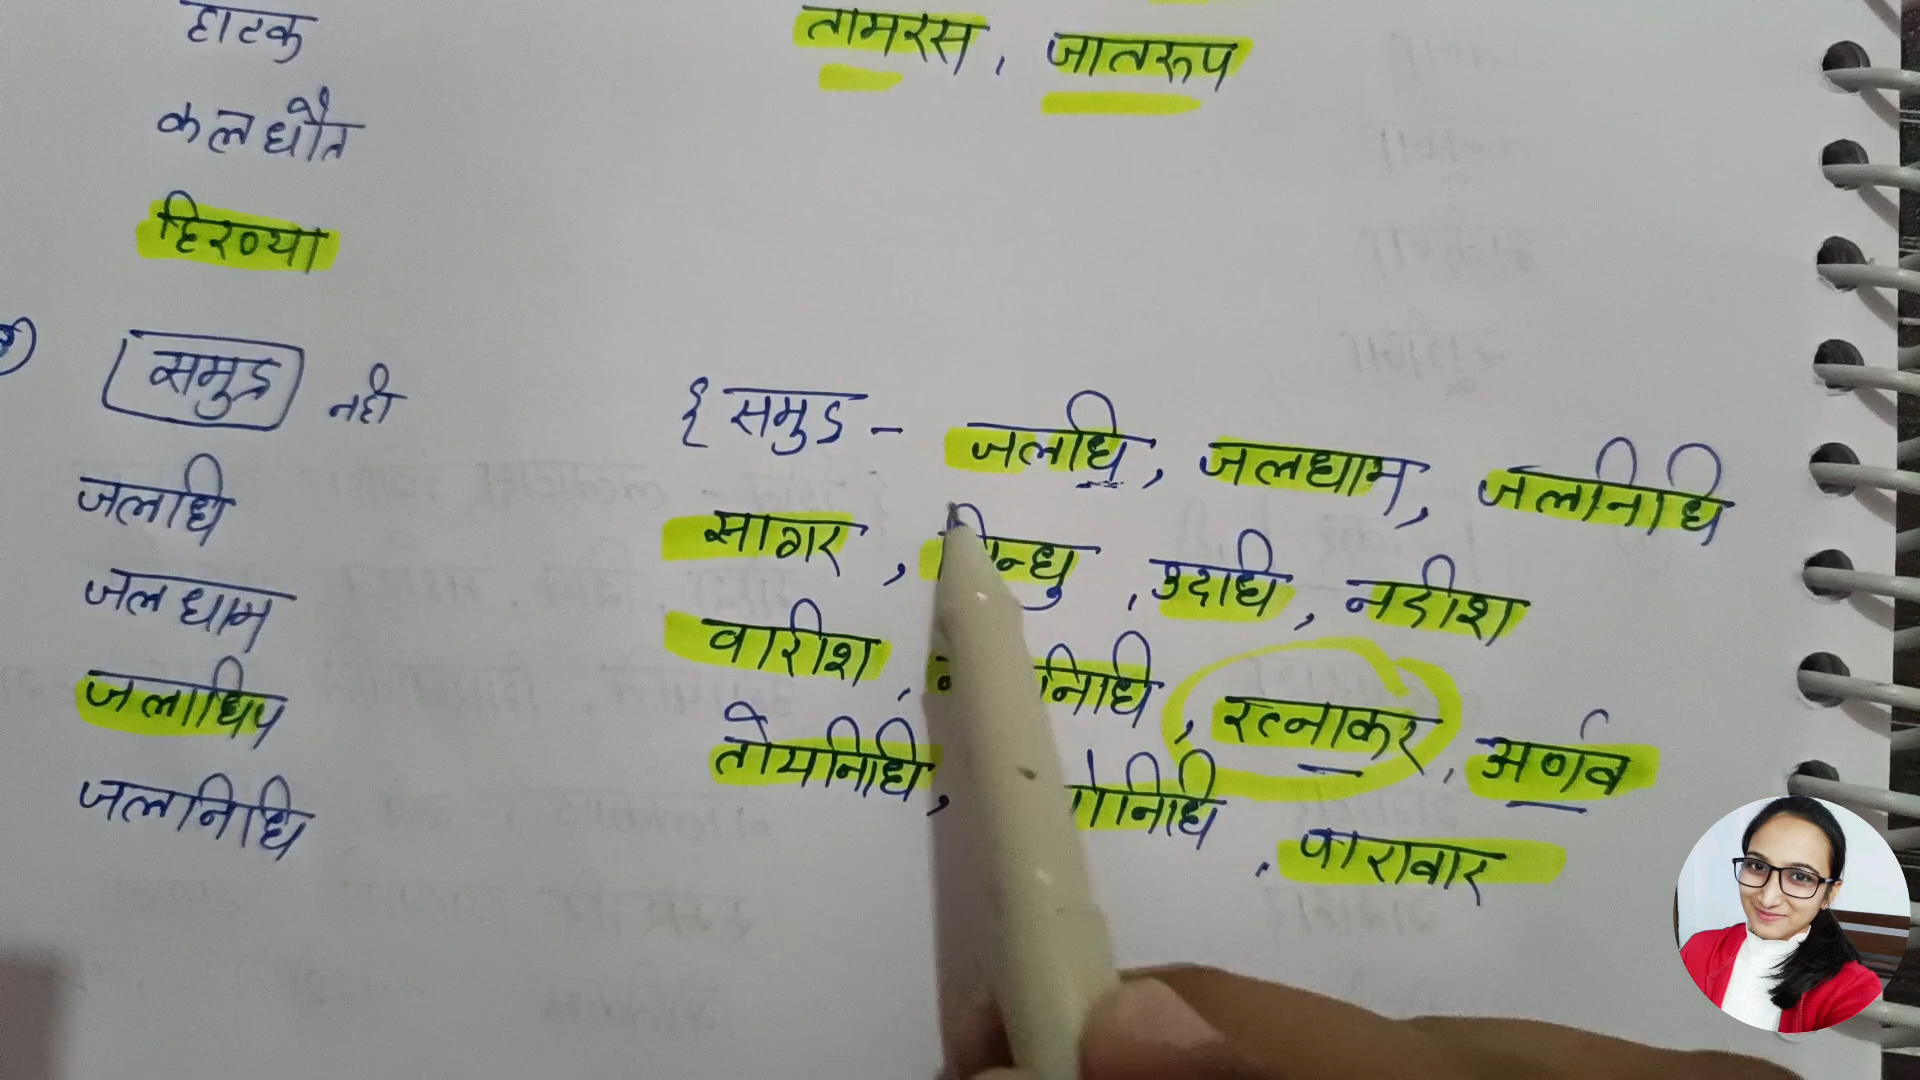 हाटक
तामरस, जातरूप
कलधौत
हिरण्या
समुद्र नही
{ समुद्र - जलधि, जलधाम, जलनिधि
सागर, उदधि, नदीश
वारीश, रत्नाकर, अर्णव
तोयनिधि, पारावार
जलधि
जलधाम
जलाधिप
जलनिधि